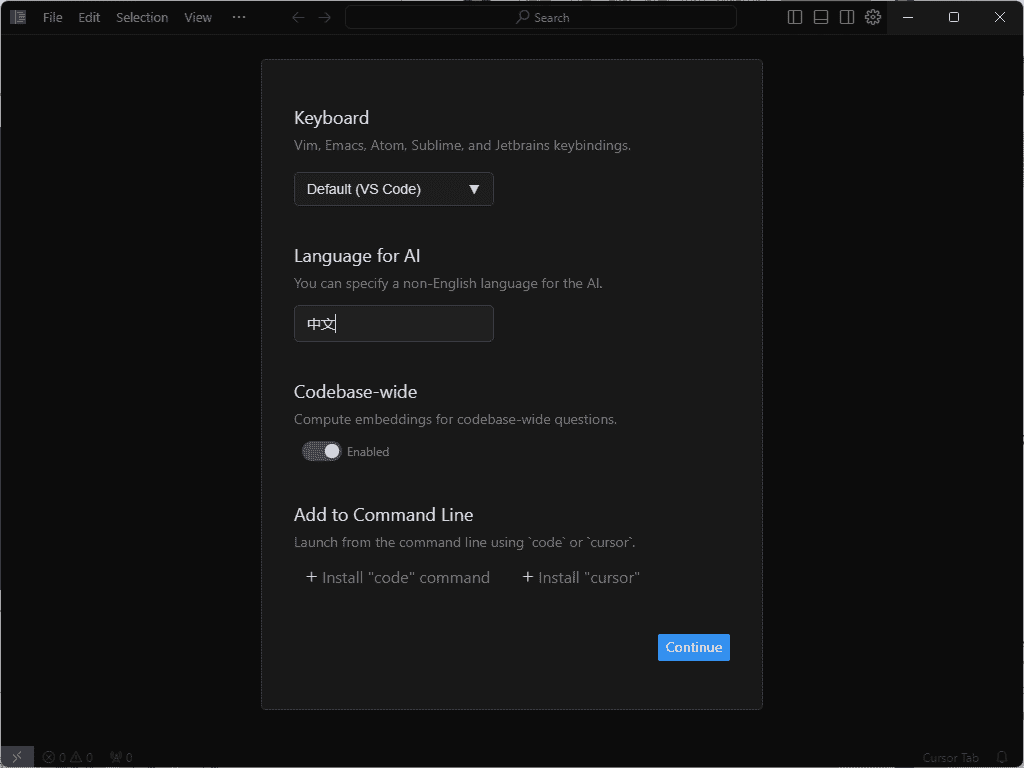 File Edit Selection View ··· Search
Keyboard
Vim, Emacs, Atom, Sublime, and Jetbrains keybindings.
Default (VS Code)
Language for AI
You can specify a non-English language for the AI.
中文
Codebase-wide
Compute embeddings for codebase-wide questions.
Enabled
Add to Command Line
Launch from the command line using `code` or `cursor`.
+ Install "code" command + Install "cursor"
Continue
0 0 0 Cursor Tab